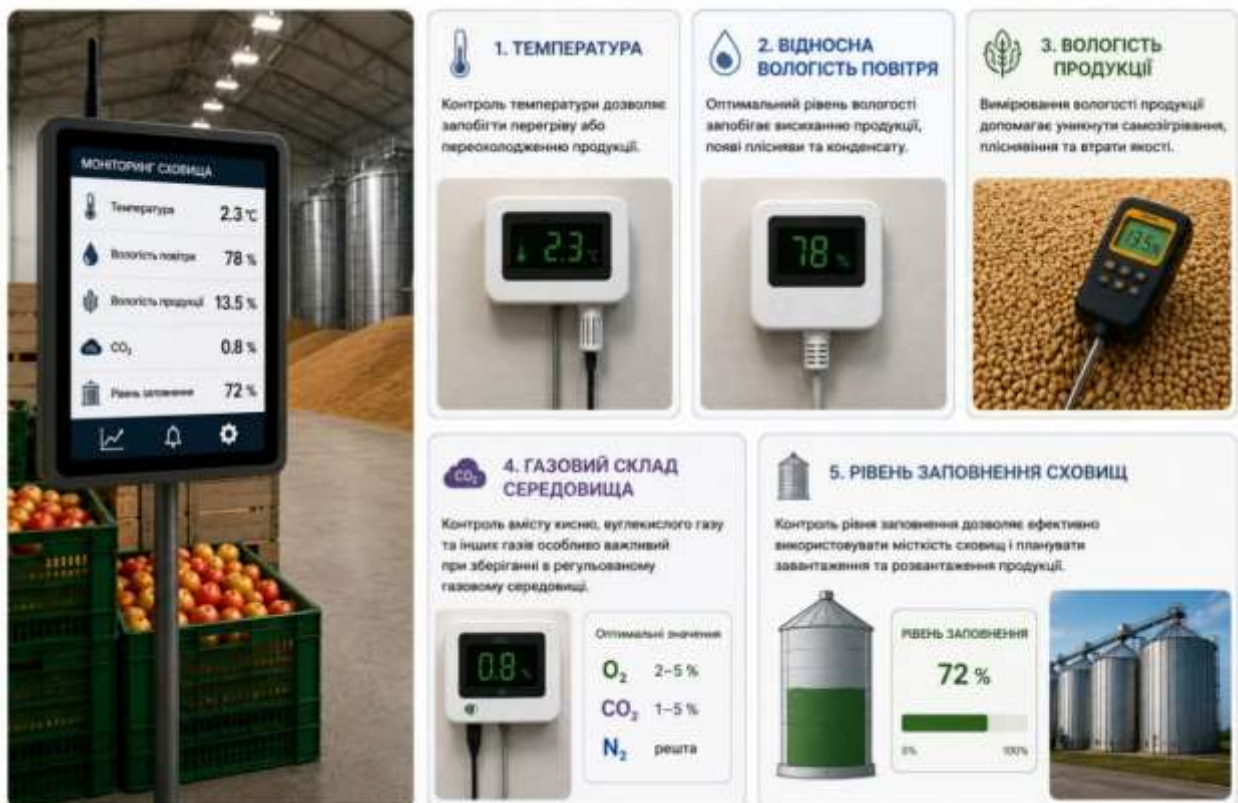 МОНІТОРИНГ СХОВИЩА
Температура 2.3 °C
Вологість повітря 78 %
Вологість продукції 13.5 %
CO₂ 0.8 %
Рівень заповнення 72 %
1. ТЕМПЕРАТУРА
Контроль температури дозволяє
запобігти перегріву або
переохолодженню продукції.
2.3 °C
2. ВІДНОСНА
ВОЛОГІСТЬ ПОВІТРЯ
Оптимальний рівень вологості
запобігає висиханню продукції,
появі плісняви та конденсату.
78 %
3. ВОЛОГІСТЬ
ПРОДУКЦІЇ
Вимірювання вологості продукції
допомагає уникнути самозігрівання,
пліснявіння та втрати якості.
CO₂
4. ГАЗОВИЙ СКЛАД
СЕРЕДОВИЩА
Контроль вмісту кисню, вуглекислого газу
та інших газів особливо важливий
при зберіганні в регульованому
газовому середовищі.
0.8 %
Оптимальні значення
O₂ 2–5 %
CO₂ 1–5 %
N₂ решта
5. РІВЕНЬ ЗАПОВНЕННЯ СХОВИЩ
Контроль рівня заповнення дозволяє ефективно
використовувати місткість сховищ і планувати
завантаження та розвантаження продукції.
РІВЕНЬ ЗАПОВНЕННЯ
72 %
0% 100%